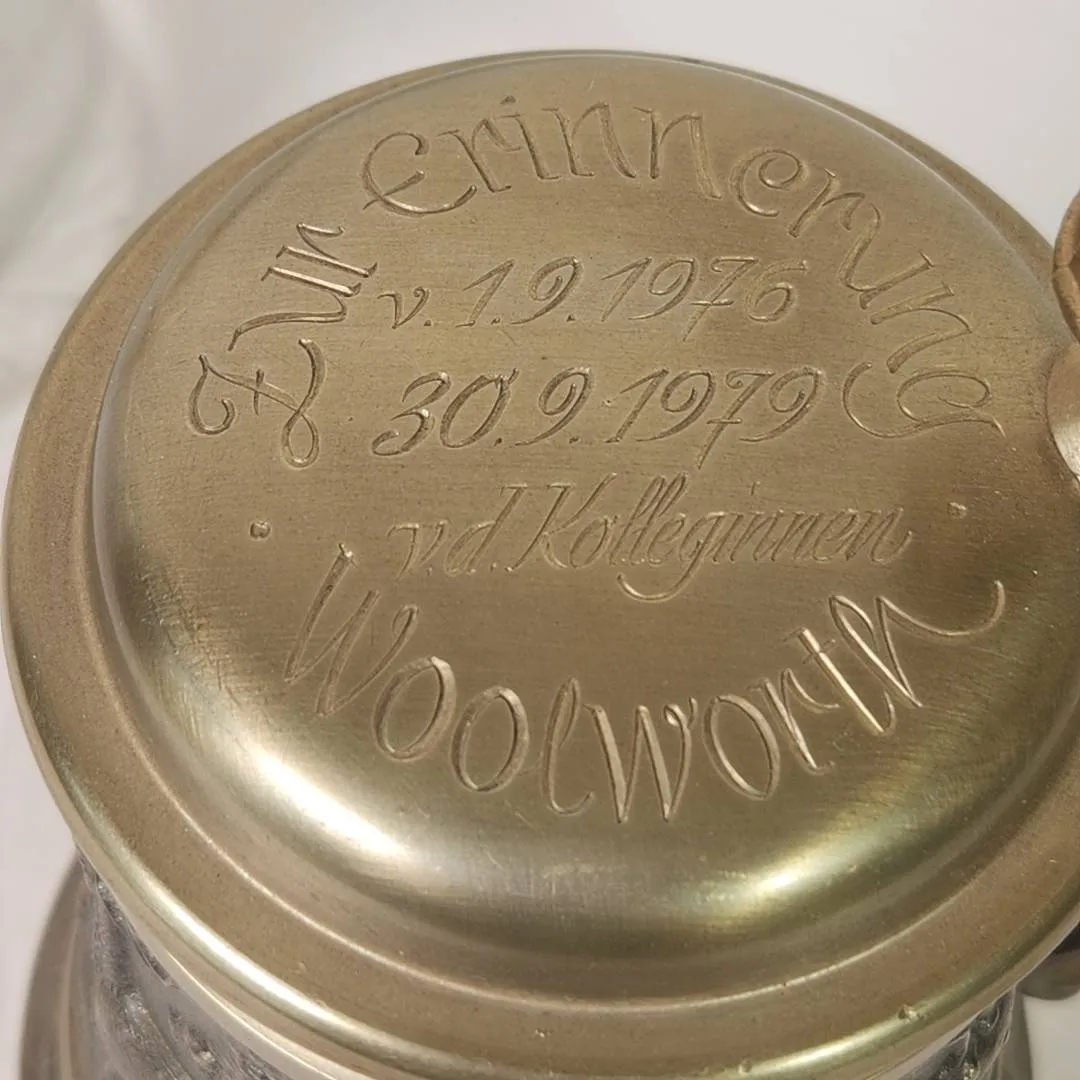 Zur Erinnerung
v. 1.9.1976
30.9.1979
v.d. Kolleginnen
Woolworth